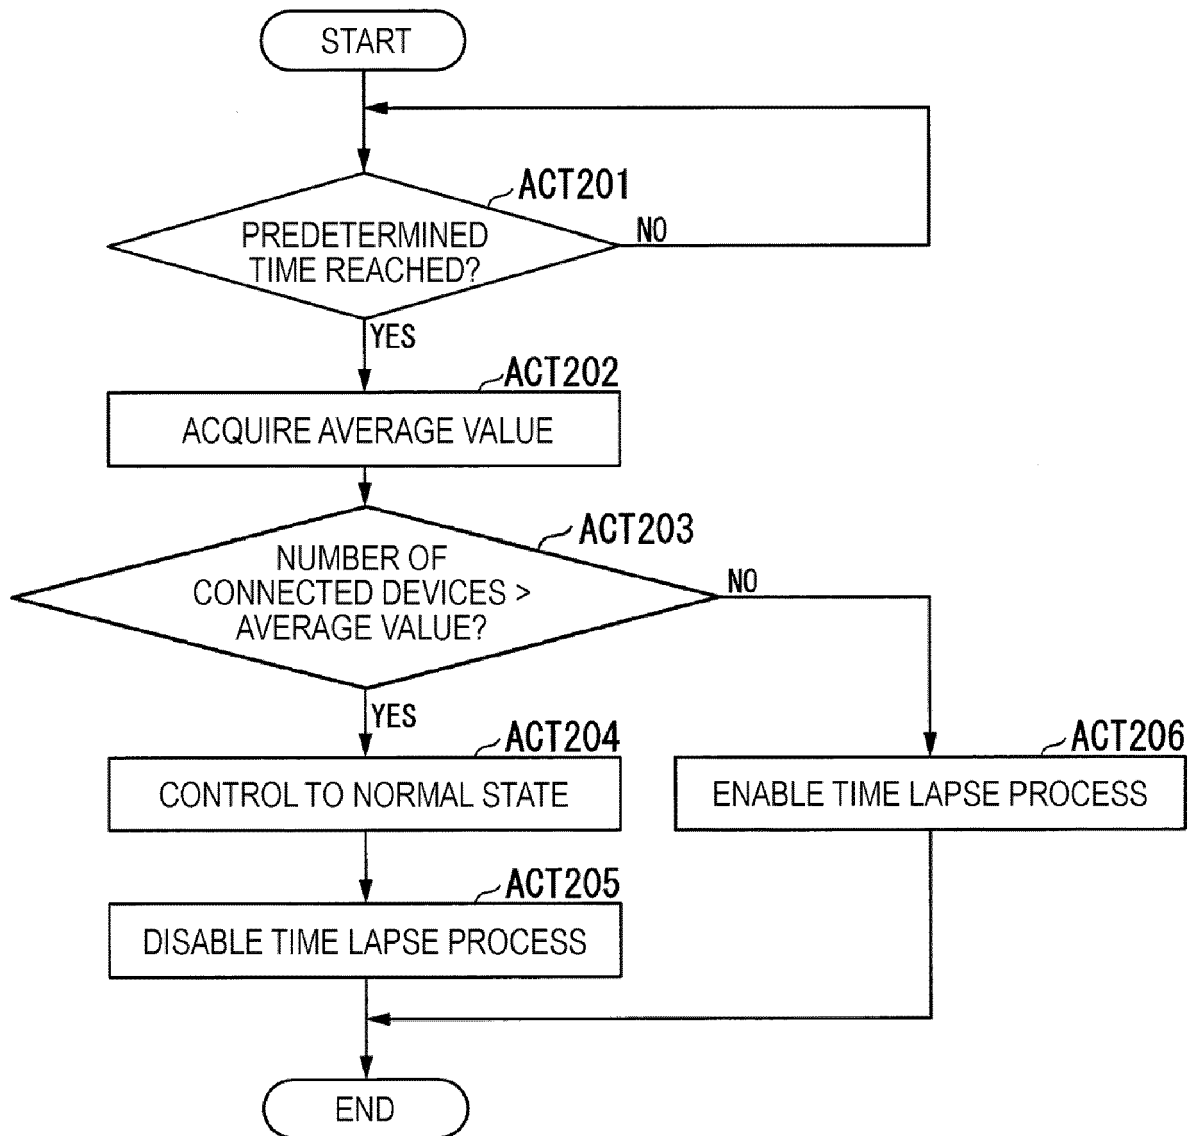 START
ACT201
PREDETERMINED
TIME REACHED?
NO
YES
ACT202
ACQUIRE AVERAGE VALUE
ACT203
NUMBER OF
CONNECTED DEVICES >
AVERAGE VALUE?
NO
YES
ACT204
CONTROL TO NORMAL STATE
ACT206
ENABLE TIME LAPSE PROCESS
ACT205
DISABLE TIME LAPSE PROCESS
END